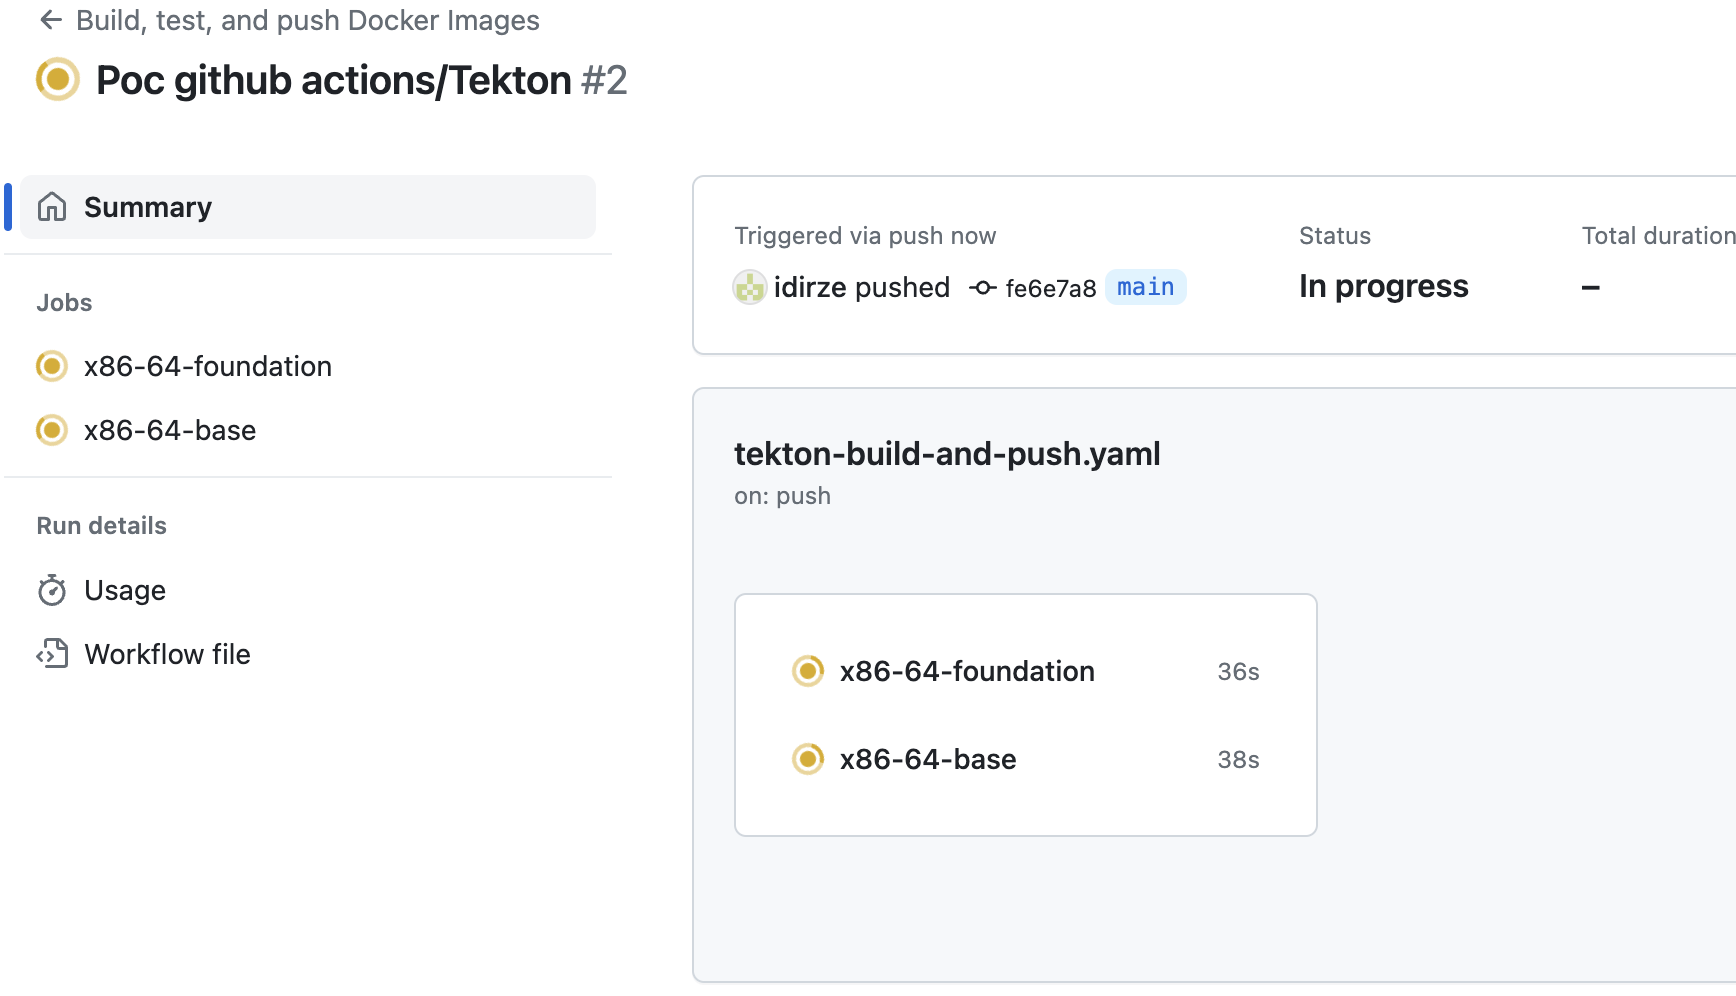 Build, test, and push Docker Images
Poc github actions/Tekton #2
Summary
Jobs
x86-64-foundation
x86-64-base
Run details
Usage
Workflow file
Triggered via push now
idirze pushed fe6e7a8 main
Status
In progress
Total duration
–
tekton-build-and-push.yaml
on: push
x86-64-foundation 36s
x86-64-base 38s